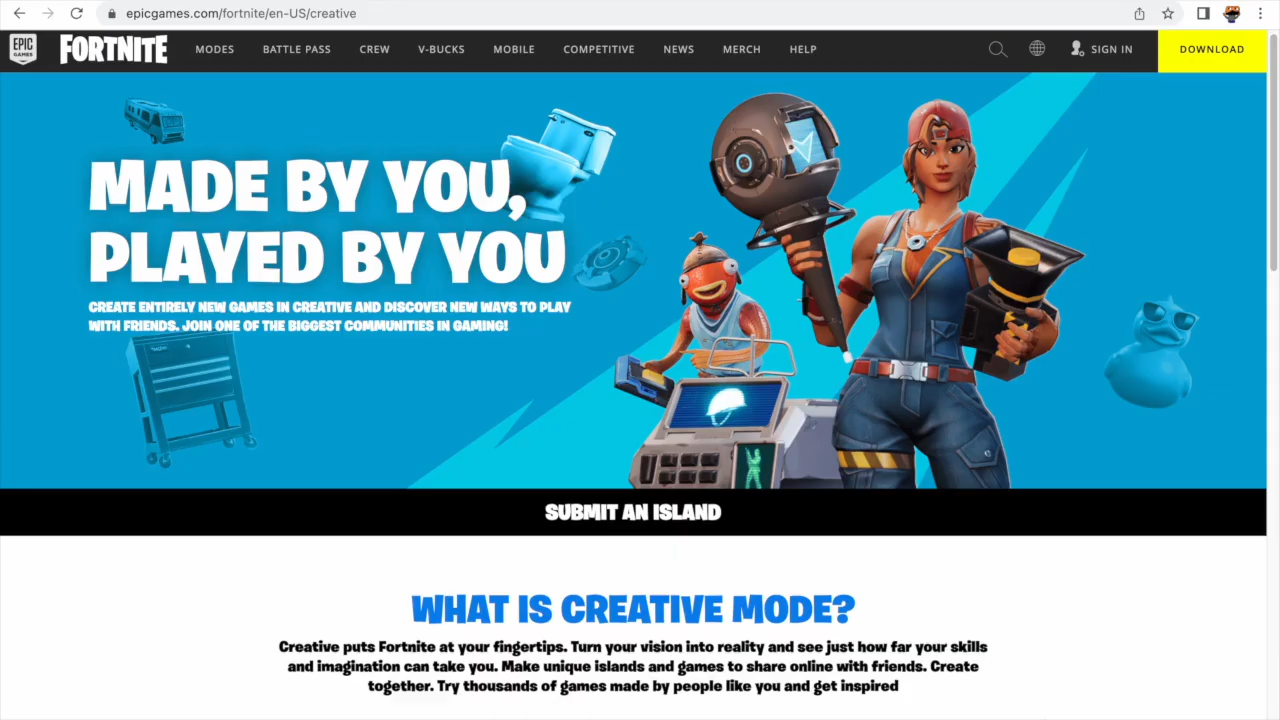 epicgames.com/fortnite/en-US/creative
EPIC GAMES
FORTNITE
MODES
BATTLE PASS
CREW
V-BUCKS
MOBILE
COMPETITIVE
NEWS
MERCH
HELP
SIGN IN
DOWNLOAD
MADE BY YOU,
PLAYED BY YOU
CREATE ENTIRELY NEW GAMES IN CREATIVE AND DISCOVER NEW WAYS TO PLAY
WITH FRIENDS. JOIN ONE OF THE BIGGEST COMMUNITIES IN GAMING!
SUBMIT AN ISLAND
WHAT IS CREATIVE MODE?
Creative puts Fortnite at your fingertips. Turn your vision into reality and see just how far your skills
and imagination can take you. Make unique islands and games to share online with friends. Create
together. Try thousands of games made by people like you and get inspired